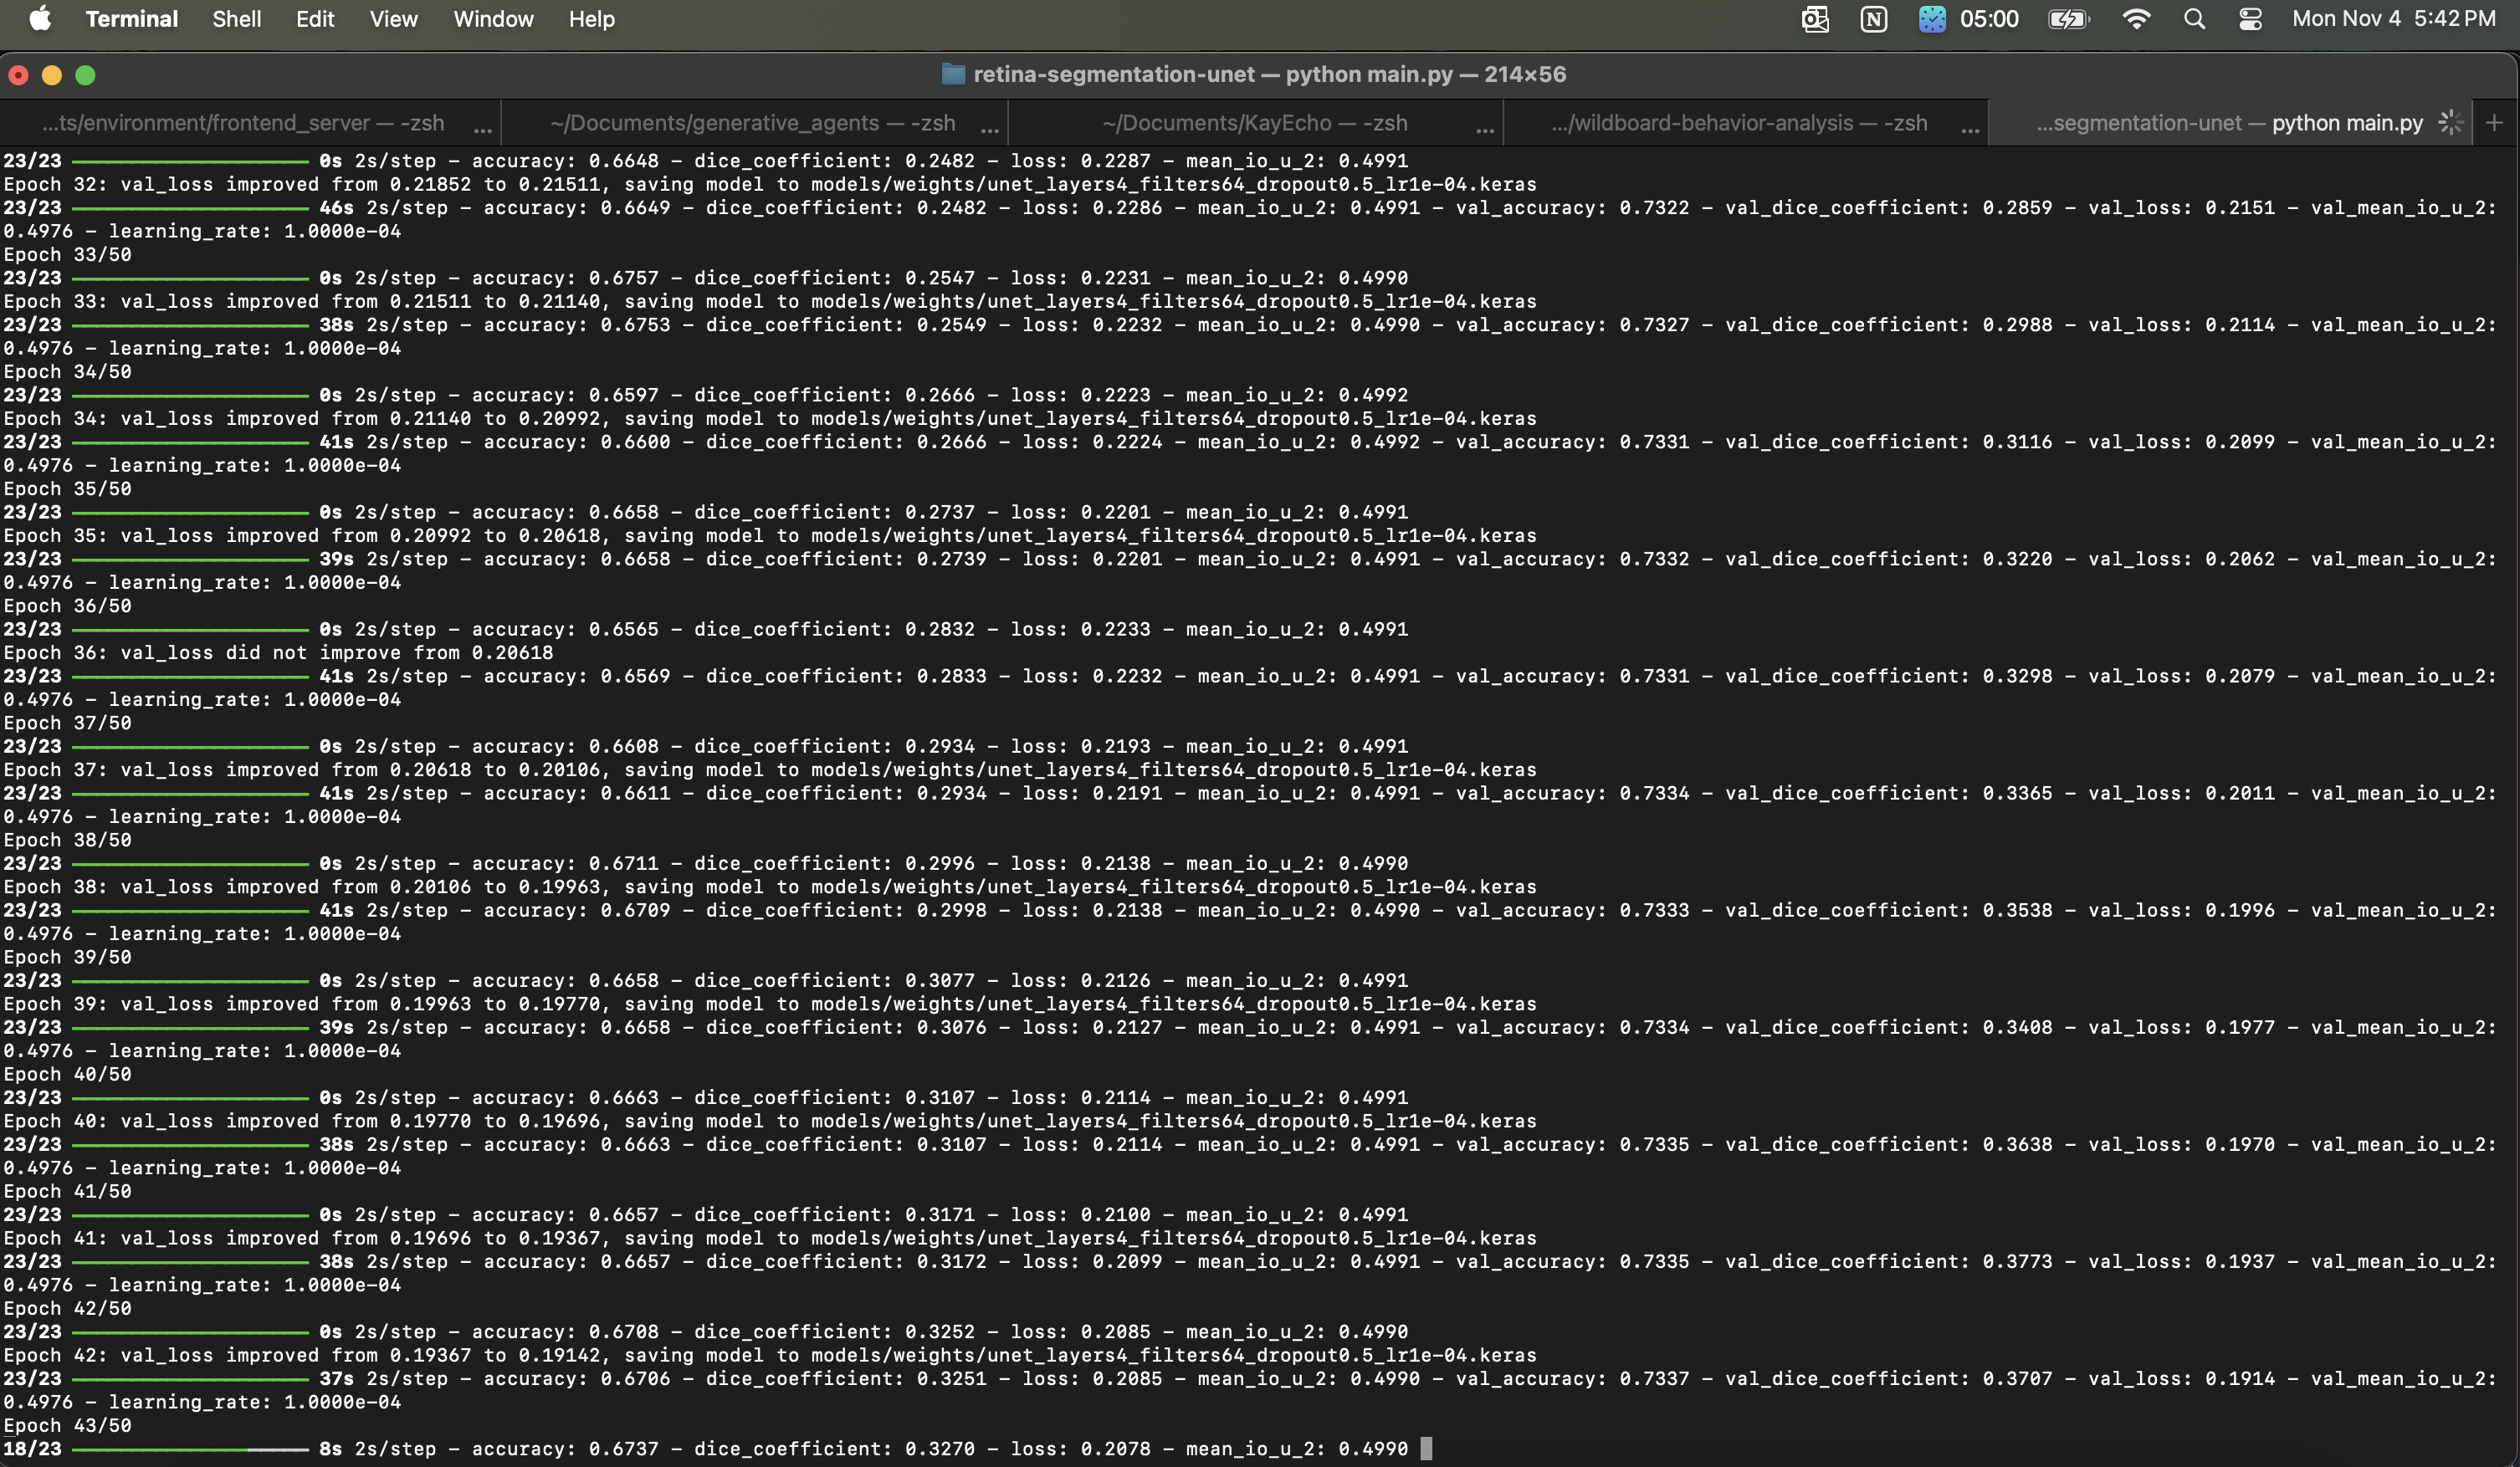 Terminal Shell Edit View Window Help 05:00 Mon Nov 4 5:42 PM
retina-segmentation-unet — python main.py — 214×56
...ts/environment/frontend_server — -zsh ... ~/Documents/generative_agents — -zsh ... ~/Documents/KayEcho — -zsh ... .../wildboard-behavior-analysis — -zsh ... ...segmentation-unet — python main.py +
23/23 0s 2s/step - accuracy: 0.6648 - dice_coefficient: 0.2482 - loss: 0.2287 - mean_io_u_2: 0.4991
Epoch 32: val_loss improved from 0.21852 to 0.21511, saving model to models/weights/unet_layers4_filters64_dropout0.5_lr1e-04.keras
23/23 46s 2s/step - accuracy: 0.6649 - dice_coefficient: 0.2482 - loss: 0.2286 - mean_io_u_2: 0.4991 - val_accuracy: 0.7322 - val_dice_coefficient: 0.2859 - val_loss: 0.2151 - val_mean_io_u_2:
0.4976 - learning_rate: 1.0000e-04
Epoch 33/50
23/23 0s 2s/step - accuracy: 0.6757 - dice_coefficient: 0.2547 - loss: 0.2231 - mean_io_u_2: 0.4990
Epoch 33: val_loss improved from 0.21511 to 0.21140, saving model to models/weights/unet_layers4_filters64_dropout0.5_lr1e-04.keras
23/23 38s 2s/step - accuracy: 0.6753 - dice_coefficient: 0.2549 - loss: 0.2232 - mean_io_u_2: 0.4990 - val_accuracy: 0.7327 - val_dice_coefficient: 0.2988 - val_loss: 0.2114 - val_mean_io_u_2:
0.4976 - learning_rate: 1.0000e-04
Epoch 34/50
23/23 0s 2s/step - accuracy: 0.6597 - dice_coefficient: 0.2666 - loss: 0.2223 - mean_io_u_2: 0.4992
Epoch 34: val_loss improved from 0.21140 to 0.20992, saving model to models/weights/unet_layers4_filters64_dropout0.5_lr1e-04.keras
23/23 41s 2s/step - accuracy: 0.6600 - dice_coefficient: 0.2666 - loss: 0.2224 - mean_io_u_2: 0.4992 - val_accuracy: 0.7331 - val_dice_coefficient: 0.3116 - val_loss: 0.2099 - val_mean_io_u_2:
0.4976 - learning_rate: 1.0000e-04
Epoch 35/50
23/23 0s 2s/step - accuracy: 0.6658 - dice_coefficient: 0.2737 - loss: 0.2201 - mean_io_u_2: 0.4991
Epoch 35: val_loss improved from 0.20992 to 0.20618, saving model to models/weights/unet_layers4_filters64_dropout0.5_lr1e-04.keras
23/23 39s 2s/step - accuracy: 0.6658 - dice_coefficient: 0.2739 - loss: 0.2201 - mean_io_u_2: 0.4991 - val_accuracy: 0.7332 - val_dice_coefficient: 0.3220 - val_loss: 0.2062 - val_mean_io_u_2:
0.4976 - learning_rate: 1.0000e-04
Epoch 36/50
23/23 0s 2s/step - accuracy: 0.6565 - dice_coefficient: 0.2832 - loss: 0.2233 - mean_io_u_2: 0.4991
Epoch 36: val_loss did not improve from 0.20618
23/23 41s 2s/step - accuracy: 0.6569 - dice_coefficient: 0.2833 - loss: 0.2232 - mean_io_u_2: 0.4991 - val_accuracy: 0.7331 - val_dice_coefficient: 0.3298 - val_loss: 0.2079 - val_mean_io_u_2:
0.4976 - learning_rate: 1.0000e-04
Epoch 37/50
23/23 0s 2s/step - accuracy: 0.6608 - dice_coefficient: 0.2934 - loss: 0.2193 - mean_io_u_2: 0.4991
Epoch 37: val_loss improved from 0.20618 to 0.20106, saving model to models/weights/unet_layers4_filters64_dropout0.5_lr1e-04.keras
23/23 41s 2s/step - accuracy: 0.6611 - dice_coefficient: 0.2934 - loss: 0.2191 - mean_io_u_2: 0.4991 - val_accuracy: 0.7334 - val_dice_coefficient: 0.3365 - val_loss: 0.2011 - val_mean_io_u_2:
0.4976 - learning_rate: 1.0000e-04
Epoch 38/50
23/23 0s 2s/step - accuracy: 0.6711 - dice_coefficient: 0.2996 - loss: 0.2138 - mean_io_u_2: 0.4990
Epoch 38: val_loss improved from 0.20106 to 0.19963, saving model to models/weights/unet_layers4_filters64_dropout0.5_lr1e-04.keras
23/23 41s 2s/step - accuracy: 0.6709 - dice_coefficient: 0.2998 - loss: 0.2138 - mean_io_u_2: 0.4990 - val_accuracy: 0.7333 - val_dice_coefficient: 0.3538 - val_loss: 0.1996 - val_mean_io_u_2:
0.4976 - learning_rate: 1.0000e-04
Epoch 39/50
23/23 0s 2s/step - accuracy: 0.6658 - dice_coefficient: 0.3077 - loss: 0.2126 - mean_io_u_2: 0.4991
Epoch 39: val_loss improved from 0.19963 to 0.19770, saving model to models/weights/unet_layers4_filters64_dropout0.5_lr1e-04.keras
23/23 39s 2s/step - accuracy: 0.6658 - dice_coefficient: 0.3076 - loss: 0.2127 - mean_io_u_2: 0.4991 - val_accuracy: 0.7334 - val_dice_coefficient: 0.3408 - val_loss: 0.1977 - val_mean_io_u_2:
0.4976 - learning_rate: 1.0000e-04
Epoch 40/50
23/23 0s 2s/step - accuracy: 0.6663 - dice_coefficient: 0.3107 - loss: 0.2114 - mean_io_u_2: 0.4991
Epoch 40: val_loss improved from 0.19770 to 0.19696, saving model to models/weights/unet_layers4_filters64_dropout0.5_lr1e-04.keras
23/23 38s 2s/step - accuracy: 0.6663 - dice_coefficient: 0.3107 - loss: 0.2114 - mean_io_u_2: 0.4991 - val_accuracy: 0.7335 - val_dice_coefficient: 0.3638 - val_loss: 0.1970 - val_mean_io_u_2:
0.4976 - learning_rate: 1.0000e-04
Epoch 41/50
23/23 0s 2s/step - accuracy: 0.6657 - dice_coefficient: 0.3171 - loss: 0.2100 - mean_io_u_2: 0.4991
Epoch 41: val_loss improved from 0.19696 to 0.19367, saving model to models/weights/unet_layers4_filters64_dropout0.5_lr1e-04.keras
23/23 38s 2s/step - accuracy: 0.6657 - dice_coefficient: 0.3172 - loss: 0.2099 - mean_io_u_2: 0.4991 - val_accuracy: 0.7335 - val_dice_coefficient: 0.3773 - val_loss: 0.1937 - val_mean_io_u_2:
0.4976 - learning_rate: 1.0000e-04
Epoch 42/50
23/23 0s 2s/step - accuracy: 0.6708 - dice_coefficient: 0.3252 - loss: 0.2085 - mean_io_u_2: 0.4990
Epoch 42: val_loss improved from 0.19367 to 0.19142, saving model to models/weights/unet_layers4_filters64_dropout0.5_lr1e-04.keras
23/23 37s 2s/step - accuracy: 0.6706 - dice_coefficient: 0.3251 - loss: 0.2085 - mean_io_u_2: 0.4990 - val_accuracy: 0.7337 - val_dice_coefficient: 0.3707 - val_loss: 0.1914 - val_mean_io_u_2:
0.4976 - learning_rate: 1.0000e-04
Epoch 43/50
18/23 8s 2s/step - accuracy: 0.6737 - dice_coefficient: 0.3270 - loss: 0.2078 - mean_io_u_2: 0.4990